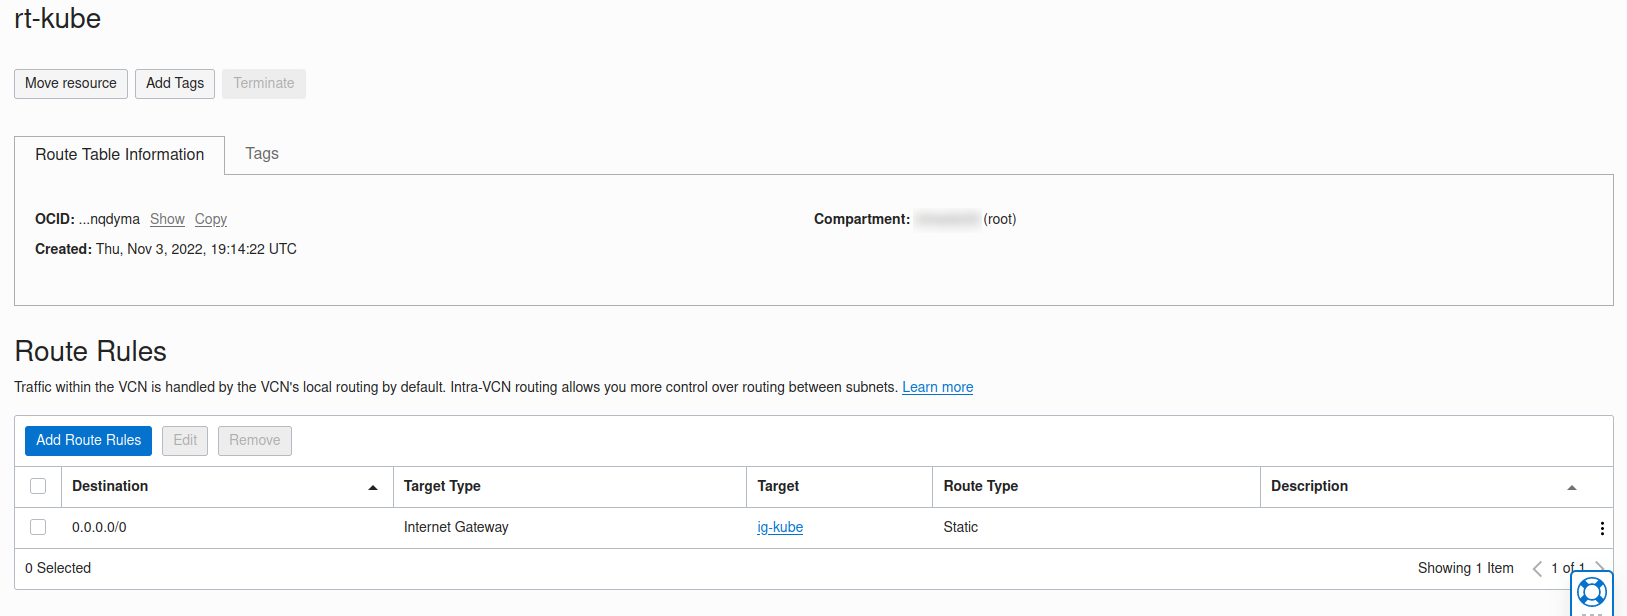 rt-kube
Move resource Add Tags Terminate
Route Table Information Tags
OCID: ...nqdyma Show Copy Compartment: (root)
Created: Thu, Nov 3, 2022, 19:14:22 UTC
Route Rules
Traffic within the VCN is handled by the VCN's local routing by default. Intra-VCN routing allows you more control over routing between subnets. Learn more
Add Route Rules Edit Remove
Destination Target Type Target Route Type Description
0.0.0.0/0 Internet Gateway ig-kube Static
0 Selected Showing 1 Item 1 of 1